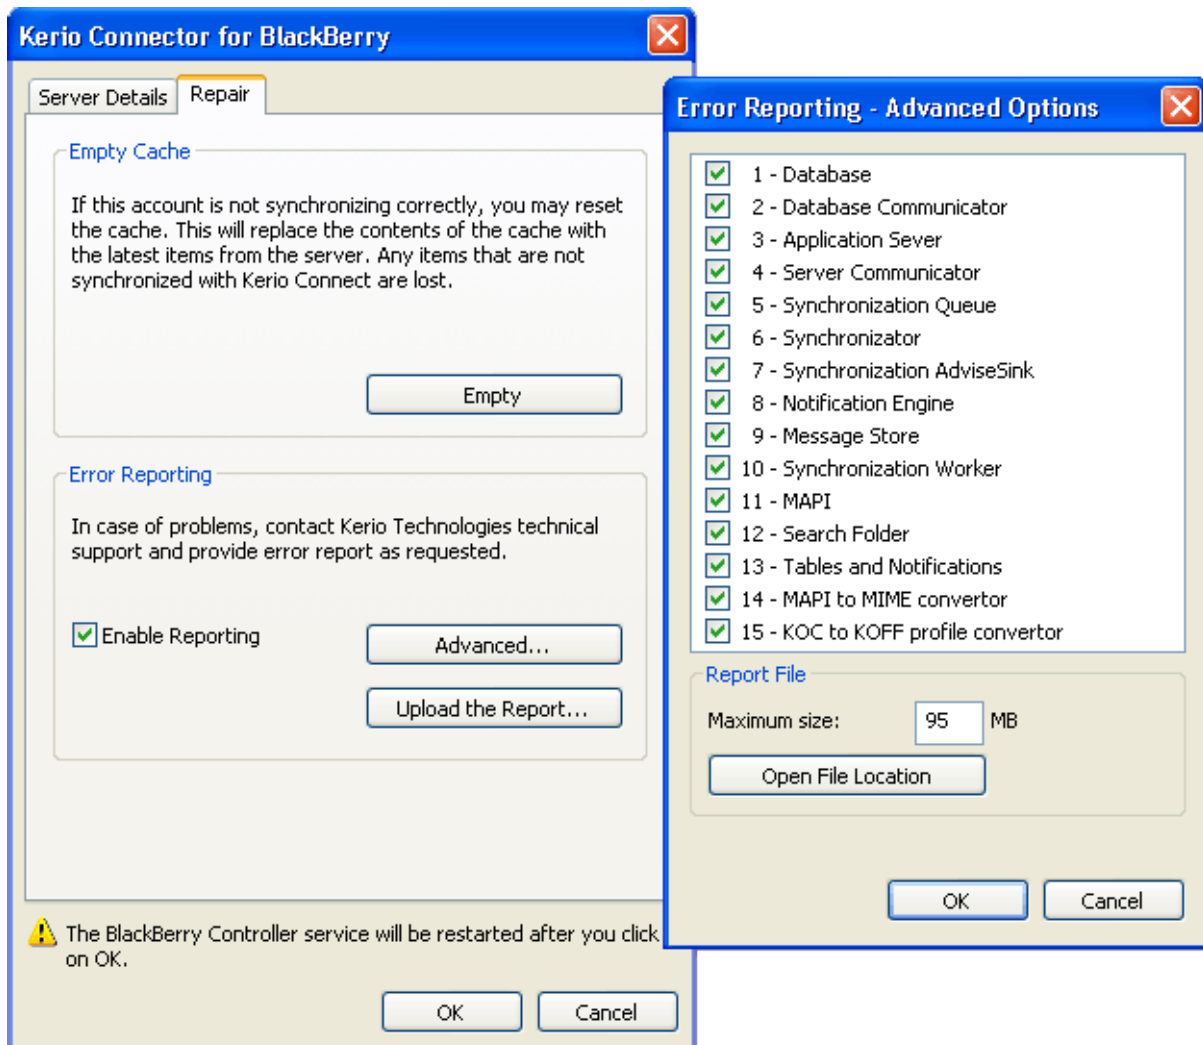 Kerio Connector for BlackBerry
Server Details
Repair
Empty Cache
If this account is not synchronizing correctly, you may reset
the cache. This will replace the contents of the cache with
the latest items from the server. Any items that are not
synchronized with Kerio Connect are lost.
Empty
Error Reporting
In case of problems, contact Kerio Technologies technical
support and provide error report as requested.
Enable Reporting
Advanced...
Upload the Report...
The BlackBerry Controller service will be restarted after you click
on OK.
OK
Cancel
Error Reporting - Advanced Options
1 - Database
2 - Database Communicator
3 - Application Sever
4 - Server Communicator
5 - Synchronization Queue
6 - Synchronizator
7 - Synchronization AdviseSink
8 - Notification Engine
9 - Message Store
10 - Synchronization Worker
11 - MAPI
12 - Search Folder
13 - Tables and Notifications
14 - MAPI to MIME convertor
15 - KOC to KOFF profile convertor
Report File
Maximum size: 95 MB
Open File Location
OK
Cancel